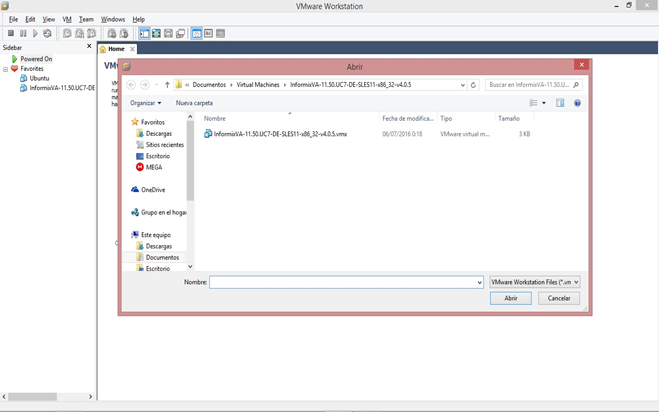 VMware Workstation
File Edit View VM Team Windows Help
Sidebar
Powered On
Favorites
Ubuntu
InformixVA-11.50.UC7-DE
Home
Abrir
« Documentos Virtual Machines InformixVA-11.50.UC7-DE-SLES11-x86_32-v4.0.5
Buscar en InformixVA-11.50.U...
Organizar Nueva carpeta
Nombre Fecha de modifica... Tipo Tamaño
InformixVA-11.50.UC7-DE-SLES11-x86_32-v4.0.5.vmx 06/07/2016 0:18 VMware virtual m... 3 KB
Favoritos
Descargas
Sitios recientes
Escritorio
MEGA
OneDrive
Grupo en el hogar
Este equipo
Descargas
Documentos
Escritorio
Nombre:
VMware Workstation Files (*.vm
Abrir Cancelar